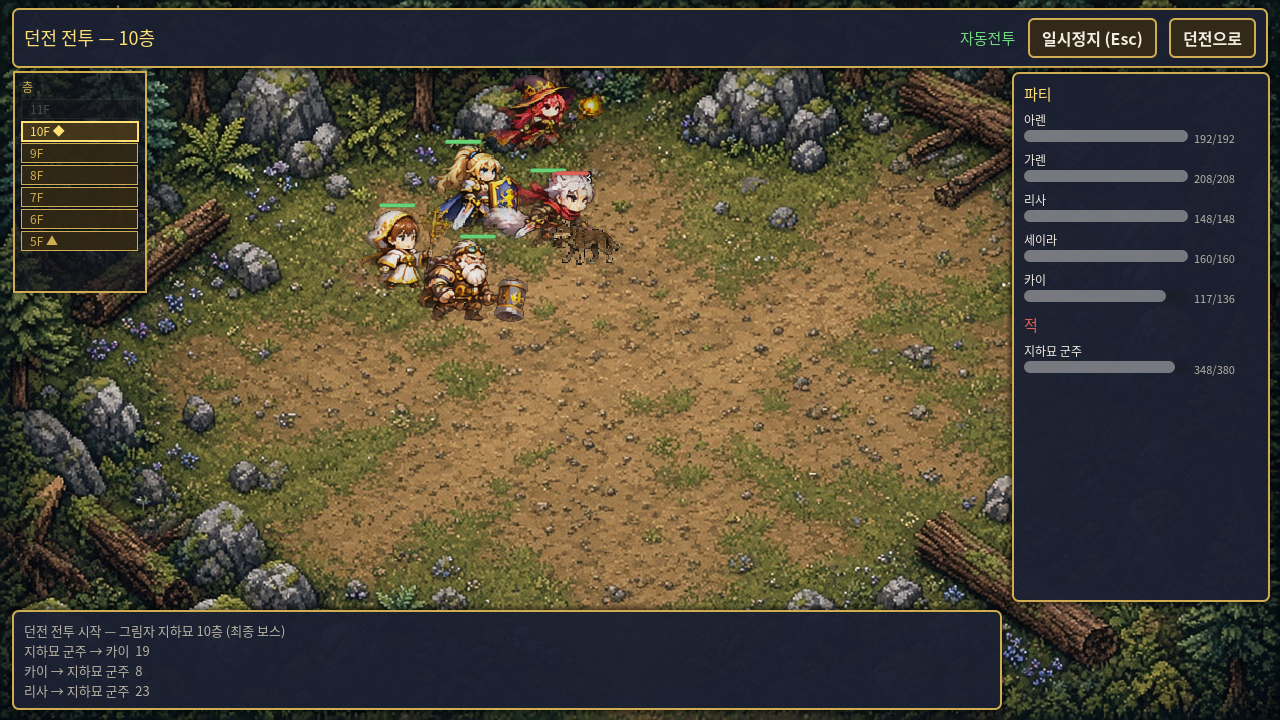 던전 전투 — 10층
자동전투
일시정지 (Esc)
던전으로
층
11F
10F ◆
9F
8F
7F
6F
5F ▲
파티
아렌
192/192
가렌
208/208
리사
148/148
세이라
160/160
카이
117/136
적
지하묘 군주
348/380
던전 전투 시작 — 그림자 지하묘 10층 (최종 보스)
지하묘 군주 → 카이 19
카이 → 지하묘 군주 8
리사 → 지하묘 군주 23